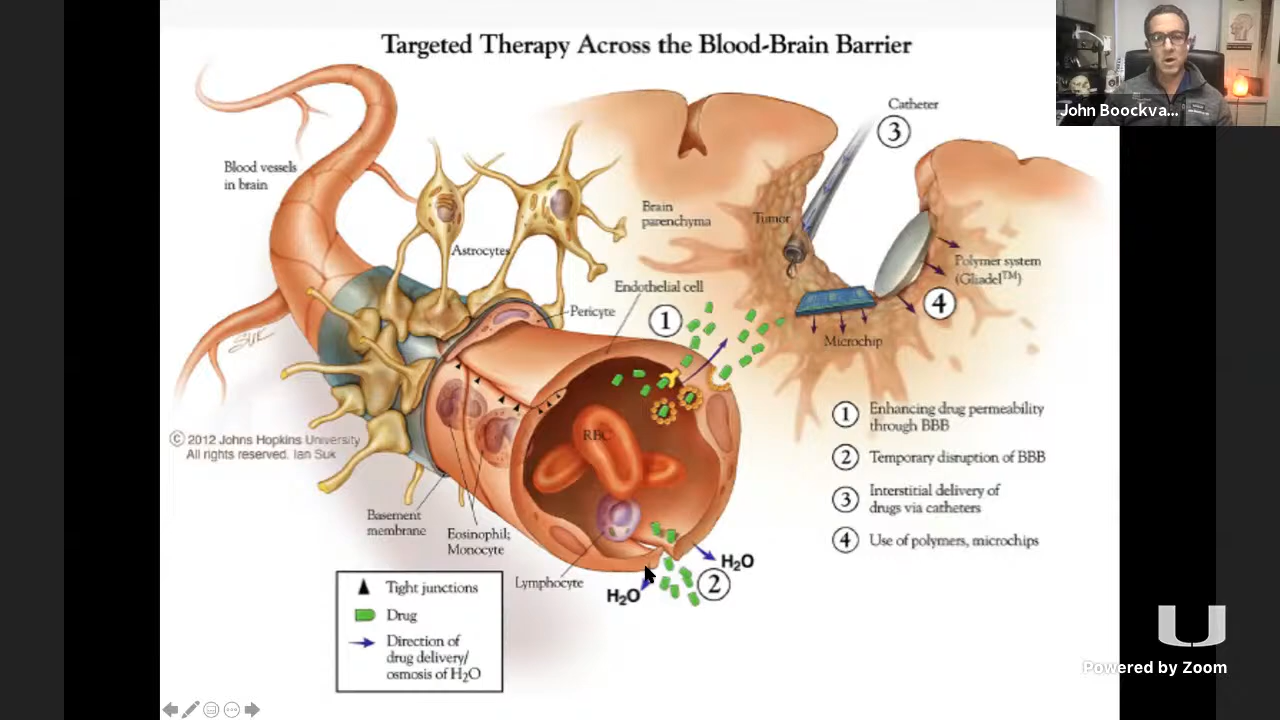 Targeted Therapy Across the Blood-Brain Barrier
John Boockva...
Catheter
3
Blood vessels
in brain
Brain
parenchyma
Tumor
Astrocytes
Polymer system
(Gliadel™)
Endothelial cell
4
Pericyte
1
Microchip
SUK
1 Enhancing drug permeability
through BBB
RBC
© 2012 Johns Hopkins University
All rights reserved. Ian Suk
2 Temporary disruption of BBB
3 Interstitial delivery of
drugs via catheters
Basement
membrane
Eosinophil;
Monocyte
4 Use of polymers, microchips
H₂O
Lymphocyte
2
H₂O
Tight junctions
Drug
Direction of
drug delivery/
osmosis of H₂O
U
Powered by Zoom